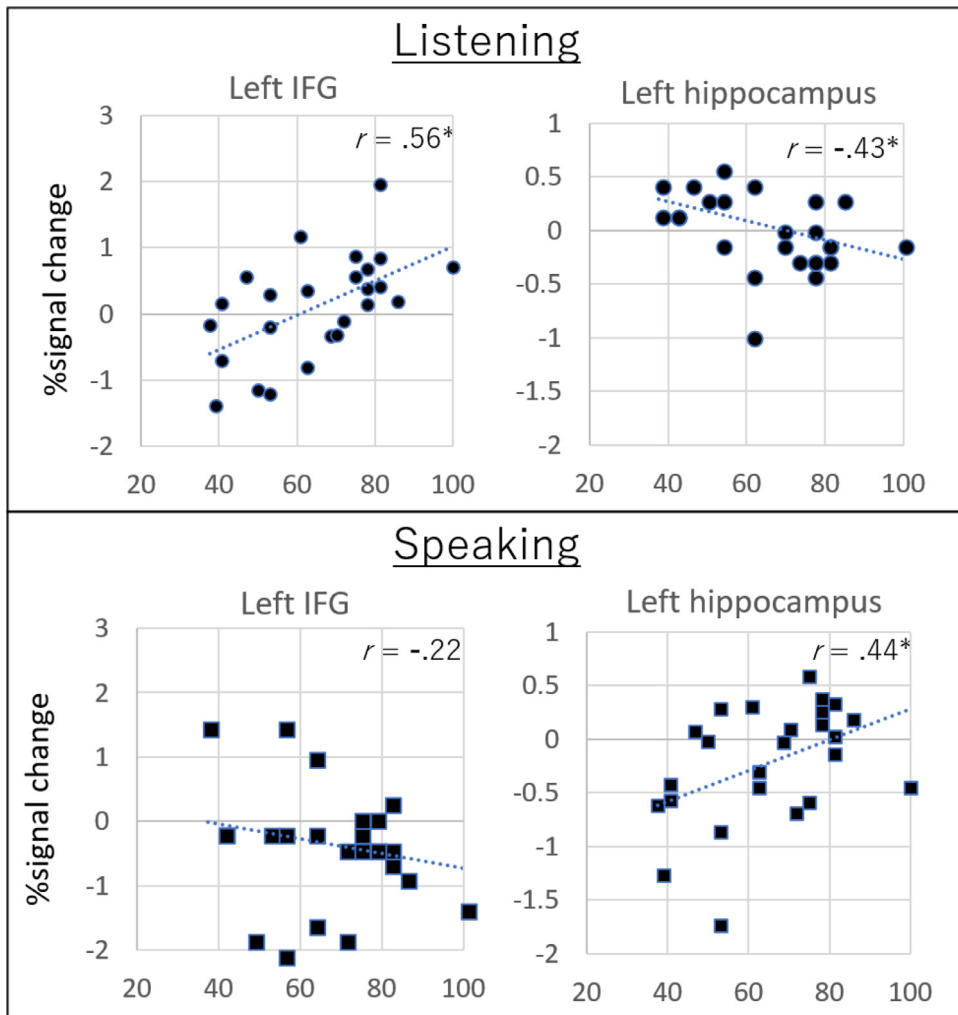 Listening
Left IFG
r = .56*
3
2
1
0
-1
-2
20 40 60 80 100
%signal change
Left hippocampus
r = -.43*
1
0.5
0
-0.5
-1
-1.5
-2
20 40 60 80 100
Speaking
Left IFG
r = -.22
3
2
1
0
-1
-2
20 40 60 80 100
%signal change
Left hippocampus
r = .44*
1
0.5
0
-0.5
-1
-1.5
-2
20 40 60 80 100